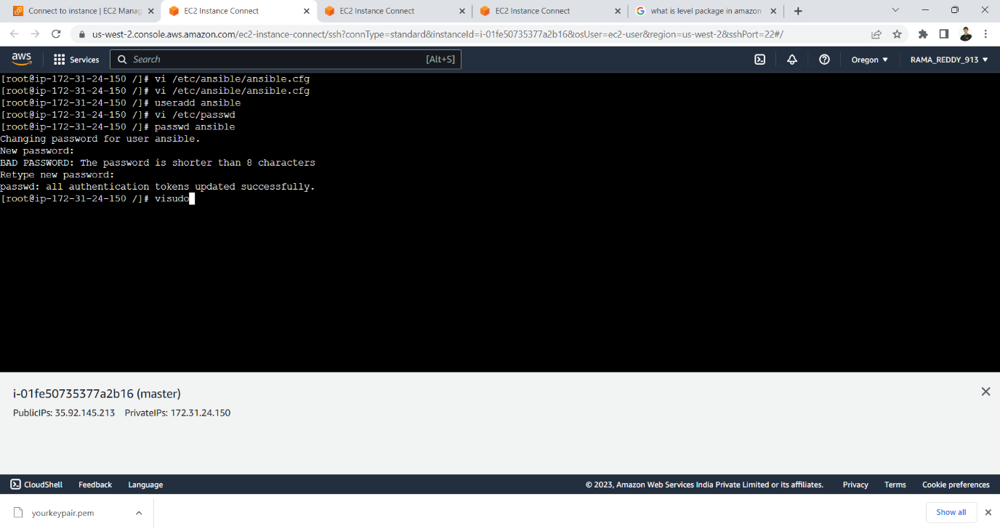 Connect to instance | EC2 Manag
EC2 Instance Connect
EC2 Instance Connect
EC2 Instance Connect
what is level package in amazon
us-west-2.console.aws.amazon.com/ec2-instance-connect/ssh?connType=standard&instanceId=i-01fe50735377a2b16&osUser=ec2-user&region=us-west-2&sshPort=22#/
aws
Services
Search
[Alt+S]
Oregon
RAMA_REDDY_913
[root@ip-172-31-24-150 /]# vi /etc/ansible/ansible.cfg
[root@ip-172-31-24-150 /]# vi /etc/ansible/ansible.cfg
[root@ip-172-31-24-150 /]# useradd ansible
[root@ip-172-31-24-150 /]# vi /etc/passwd
[root@ip-172-31-24-150 /]# passwd ansible
Changing password for user ansible.
New password:
BAD PASSWORD: The password is shorter than 8 characters
Retype new password:
passwd: all authentication tokens updated successfully.
[root@ip-172-31-24-150 /]# visudo
i-01fe50735377a2b16 (master)
PublicIPs: 35.92.145.213 PrivateIPs: 172.31.24.150
CloudShell
Feedback
Language
© 2023, Amazon Web Services India Private Limited or its affiliates.
Privacy
Terms
Cookie preferences
yourkeypair.pem
Show all